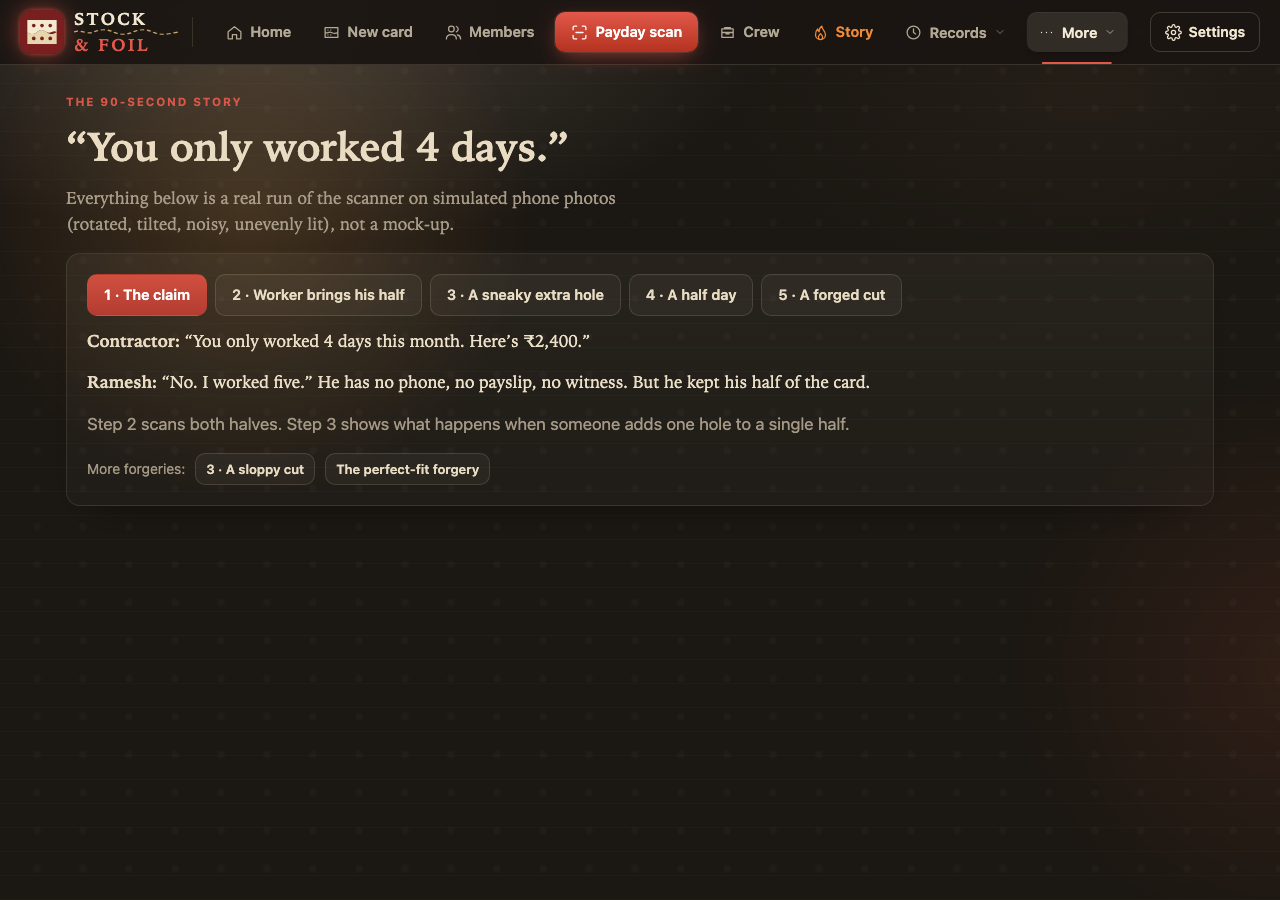 STOCK
& FOIL
Home
New card
Members
Payday scan
Crew
Story
Records
More
Settings
THE 90-SECOND STORY
“You only worked 4 days.”
Everything below is a real run of the scanner on simulated phone photos
(rotated, tilted, noisy, unevenly lit), not a mock-up.
1 · The claim
2 · Worker brings his half
3 · A sneaky extra hole
4 · A half day
5 · A forged cut
Contractor: “You only worked 4 days this month. Here’s ₹2,400.”
Ramesh: “No. I worked five.” He has no phone, no payslip, no witness. But he kept his half of the card.
Step 2 scans both halves. Step 3 shows what happens when someone adds one hole to a single half.
More forgeries:
3 · A sloppy cut
The perfect-fit forgery